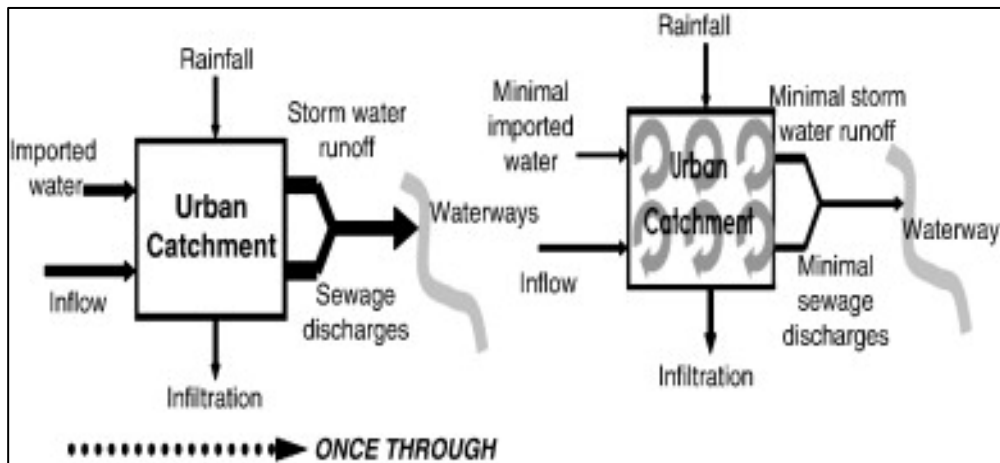 Rainfall
Storm water
runoff
Imported
water
Urban
Catchment
Waterways
Inflow
Sewage
discharges
Infiltration
ONCE THROUGH
Rainfall
Minimal
imported
water
Minimal storm
water runoff
Urban
Catchment
Waterway
Inflow
Minimal
sewage
discharges
Infiltration